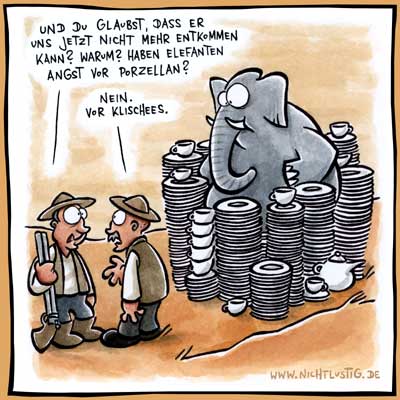 UND DU GLAUBST, DASS ER
UNS JETZT NICHT MEHR ENTKOMMEN
KANN? WARUM? HABEN ELEFANTEN
ANGST VOR PORZELLAN?
NEIN.
VOR KLISCHEES.
WWW.NICHTLUSTIG.DE